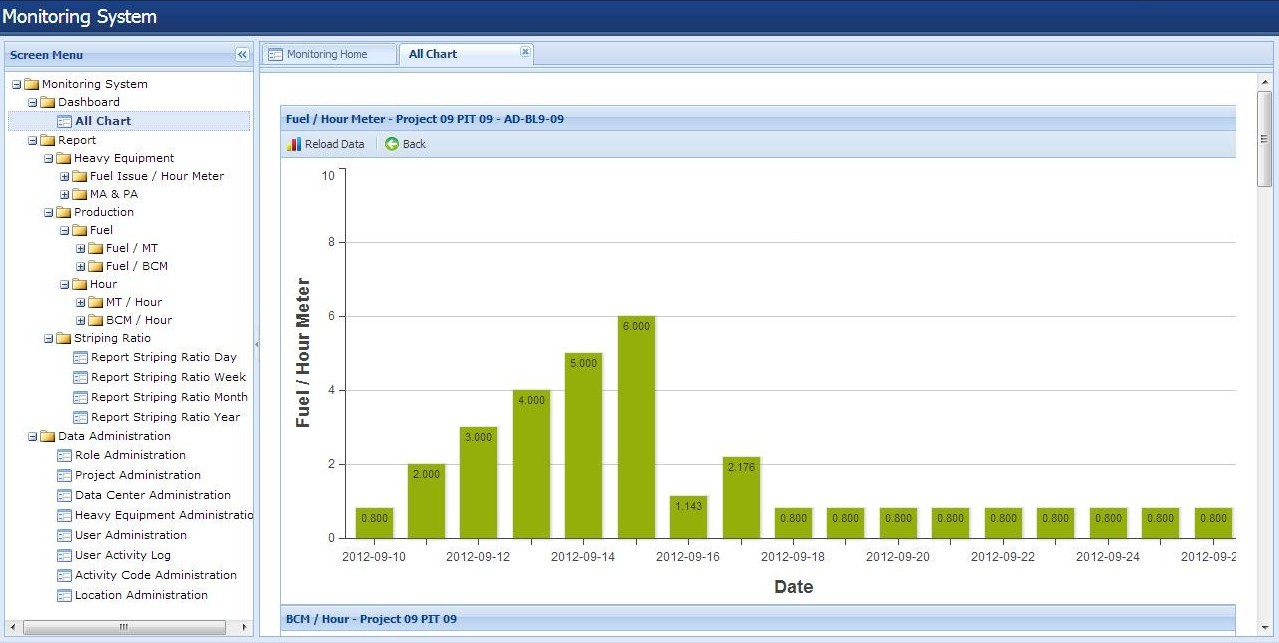 Monitoring System
Screen Menu
Monitoring System
Dashboard
All Chart
Report
Heavy Equipment
Fuel Issue / Hour Meter
MA & PA
Production
Fuel
Fuel / MT
Fuel / BCM
Hour
MT / Hour
BCM / Hour
Striping Ratio
Report Striping Ratio Day
Report Striping Ratio Week
Report Striping Ratio Month
Report Striping Ratio Year
Data Administration
Role Administration
Project Administration
Data Center Administration
Heavy Equipment Administratio
User Administration
User Activity Log
Activity Code Administration
Location Administration
Monitoring Home
All Chart
Fuel / Hour Meter - Project 09 PIT 09 - AD-BL9-09
Reload Data
Back
Fuel / Hour Meter
10
8
6
4
2
0
0.800
2.000
3.000
4.000
5.000
6.000
1.143
2.176
0.800
0.800
0.800
0.800
0.800
0.800
0.800
0.800
0.800
2012-09-10
2012-09-12
2012-09-14
2012-09-16
2012-09-18
2012-09-20
2012-09-22
2012-09-24
2012-09-2
Date
BCM / Hour - Project 09 PIT 09